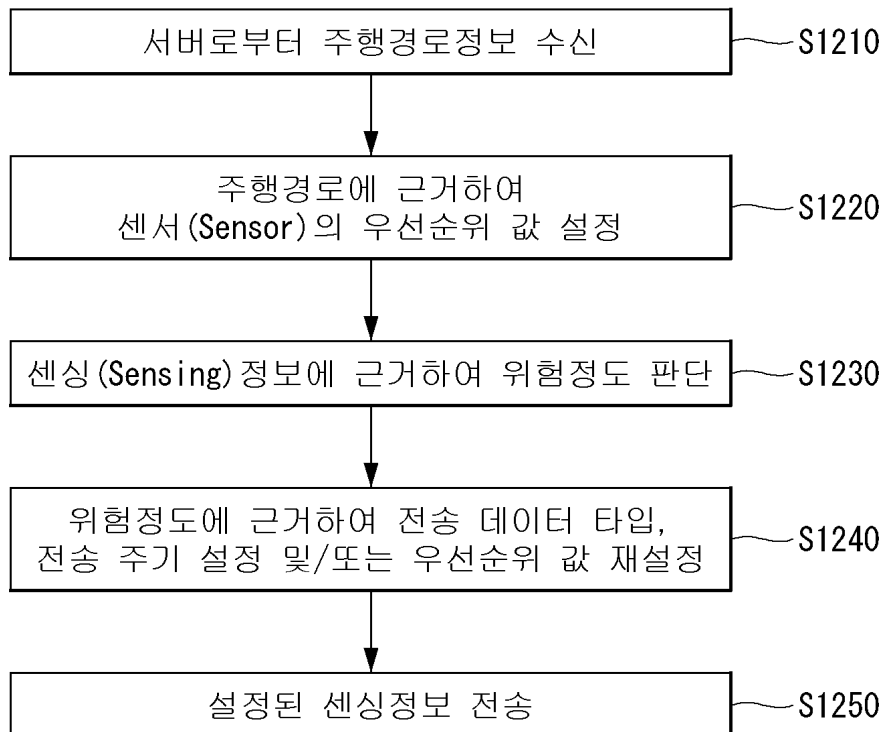 서버로부터 주행경로정보 수신
S1210
주행경로에 근거하여
센서(Sensor)의 우선순위 값 설정
S1220
센싱(Sensing)정보에 근거하여 위험정도 판단
S1230
위험정도에 근거하여 전송 데이터 타입,
전송 주기 설정 및/또는 우선순위 값 재설정
S1240
설정된 센싱정보 전송
S1250